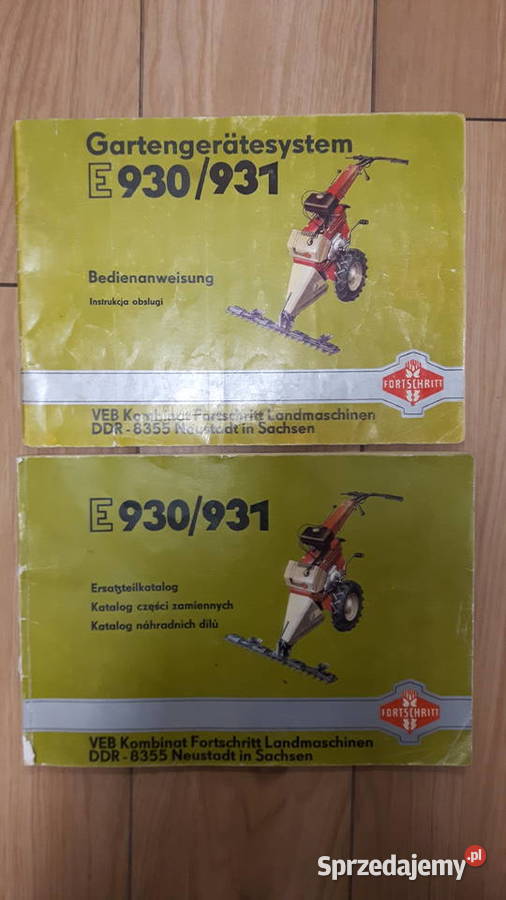 Gartengerätesystem
E 930/931
Bedienanweisung
Instrukcja obsługi
FORTSCHRITT
VEB Kombinat Fortschritt Landmaschinen
DDR-8355 Neustadt in Sachsen
E 930/931
Ersatzteilkatalog
Katalog części zamiennych
Katalog náhradních dílů
FORTSCHRITT
VEB Kombinat Fortschritt Landmaschinen
DDR-8355 Neustadt in Sachsen
Sprzedajemy.pl